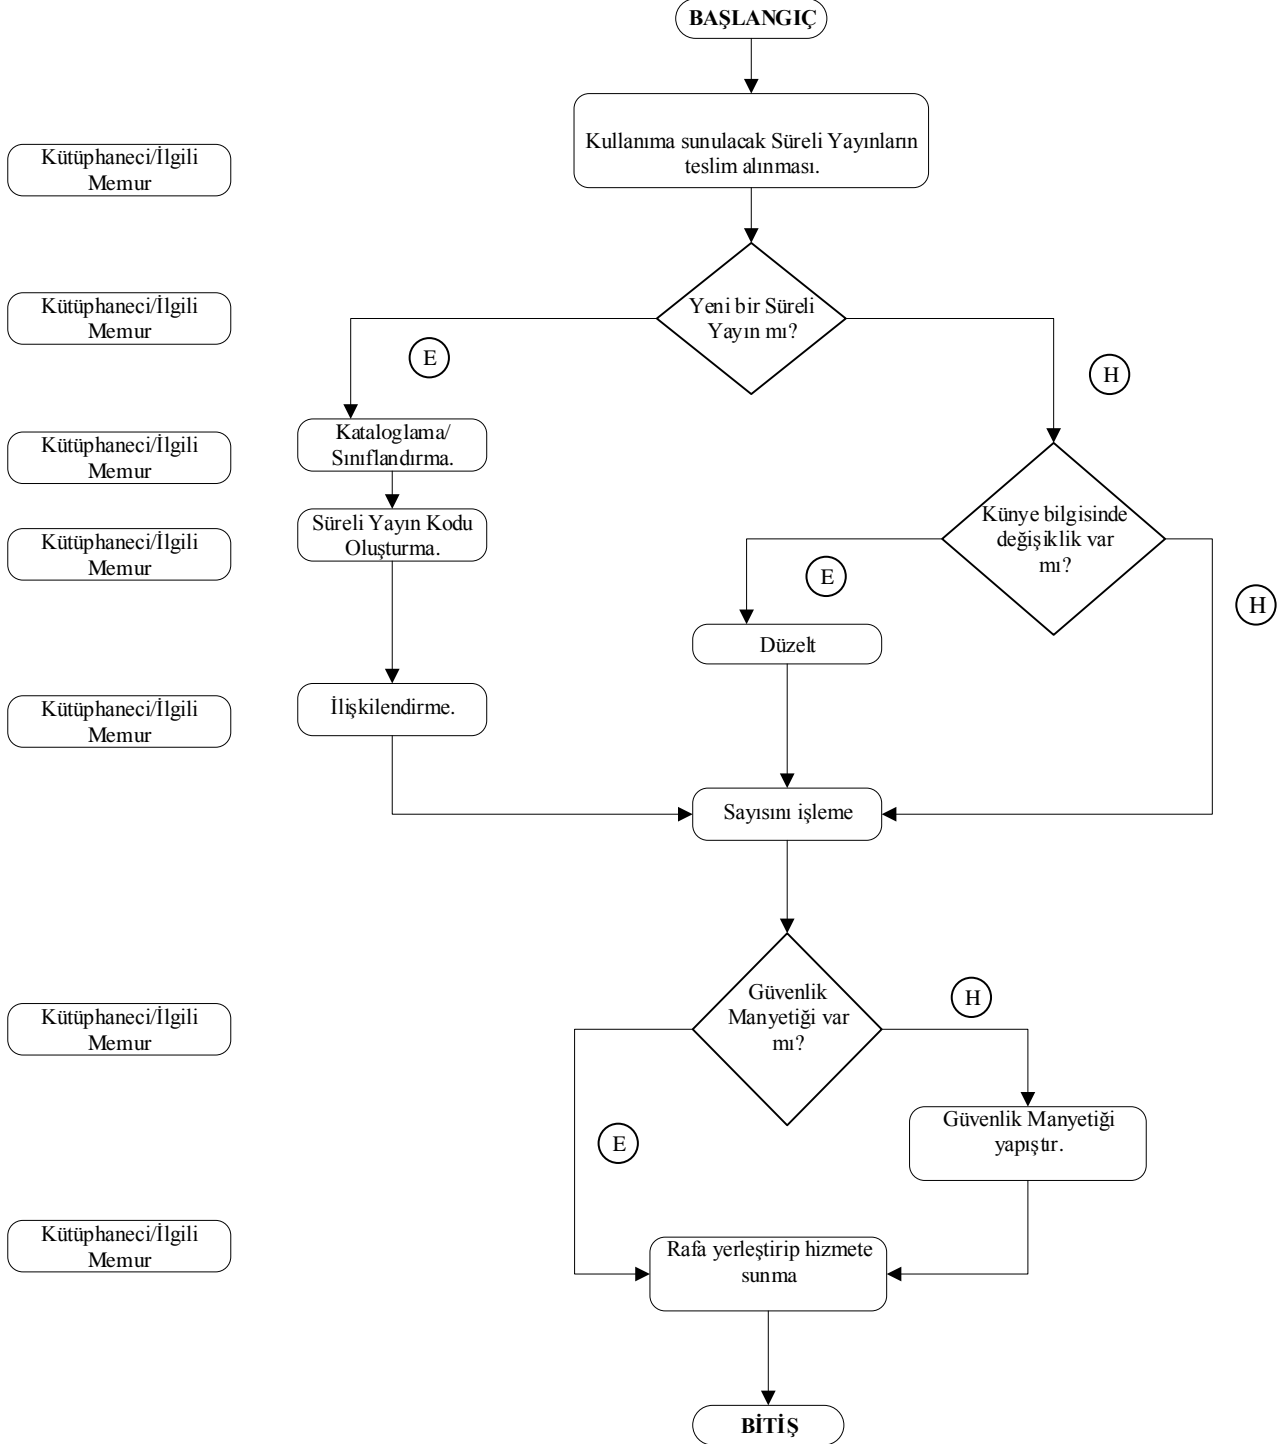 BAŞLANGIÇ
Kullanıma sunulacak Süreli Yayınların
teslim alınması.
Kütüphaneci/İlgili
Memur
Kütüphaneci/İlgili
Memur
Yeni bir Süreli
Yayın mı?
E
H
Kütüphaneci/İlgili
Memur
Kataloglama/
Sınıflandırma.
Kütüphaneci/İlgili
Memur
Süreli Yayın Kodu
Oluşturma.
Künye bilgisinde
değişiklik var
mı?
E
H
Düzelt
Kütüphaneci/İlgili
Memur
İlişkilendirme.
Sayısını işleme
Kütüphaneci/İlgili
Memur
Güvenlik
Manyetiği var
mı?
H
E
Güvenlik Manyetiği
yapıştır.
Kütüphaneci/İlgili
Memur
Rafa yerleştirip hizmete
sunma
BİTİŞ